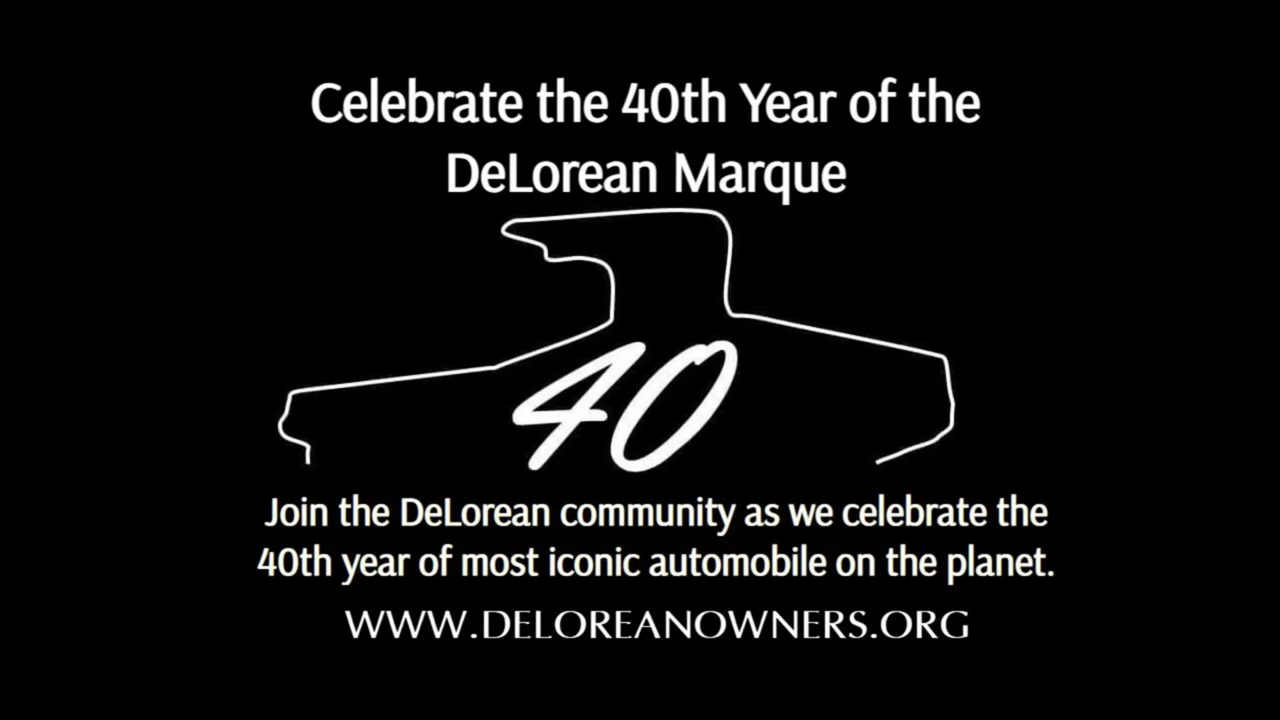 Celebrate the 40th Year of the
DeLorean Marque
40
Join the DeLorean community as we celebrate the
40th year of most iconic automobile on the planet.
WWW.DELOREANOWNERS.ORG